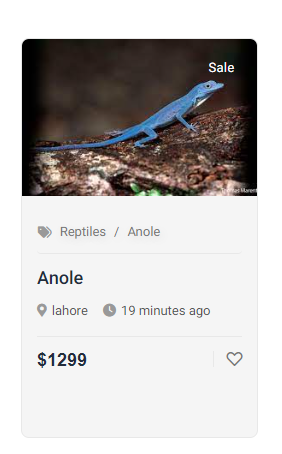 Sale
Reptiles / Anole
Anole
lahore 19 minutes ago
$1299